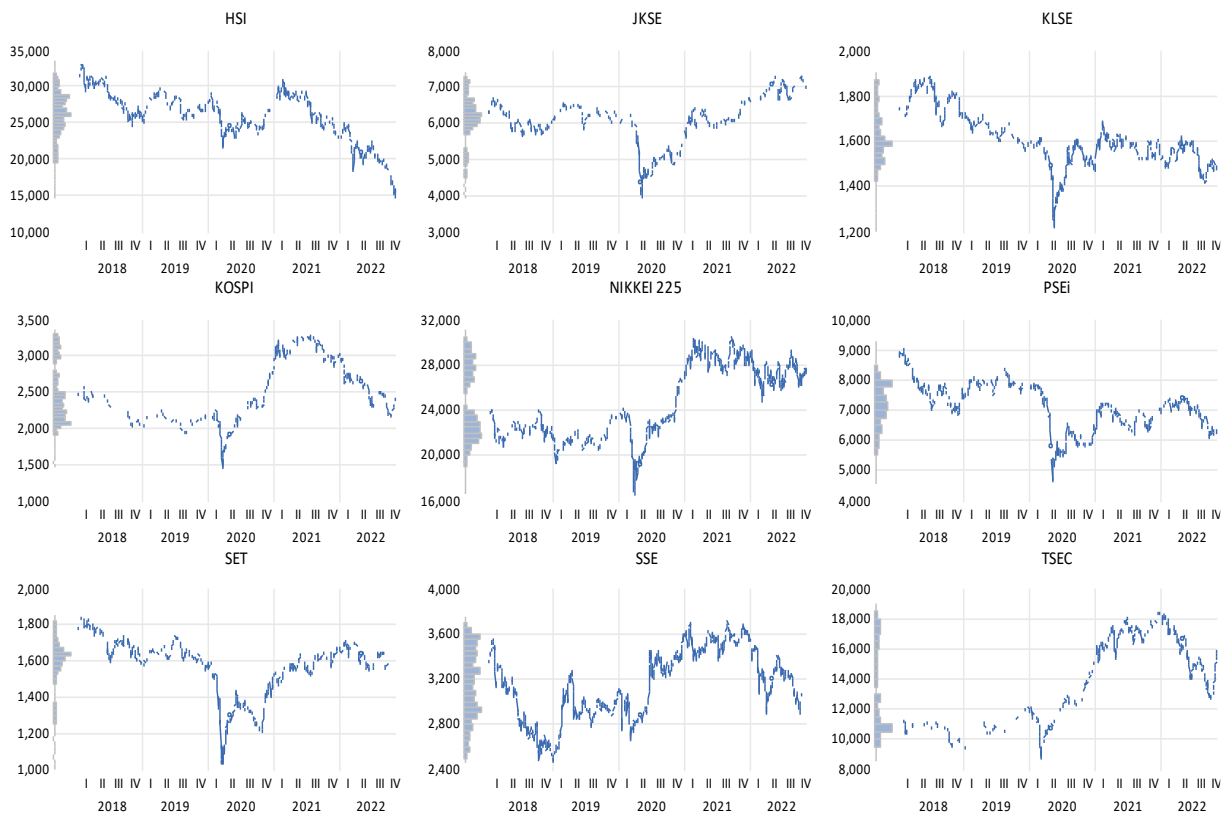 HSI JKSE KLSE
35,000 8,000 2,000
30,000 7,000 1,800
25,000 6,000 1,600
20,000 5,000
15,000 4,000 1,400
10,000 3,000 1,200
I II III IV I II III IV I II III IV I II III IV I II III IV I II III IV I II III IV I II III IV I II III IV I II III IV I II III IV I II III IV I II III IV I II III IV I II III IV
2018 2019 2020 2021 2022 2018 2019 2020 2021 2022 2018 2019 2020 2021 2022
KOSPI NIKKEI 225 PSEi
3,500 32,000 10,000
3,000 28,000 9,000
2,500 24,000 8,000
2,000 20,000 7,000
1,500 6,000
1,000 16,000 5,000
4,000
I II III IV I II III IV I II III IV I II III IV I II III IV I II III IV I II III IV I II III IV I II III IV I II III IV I II III IV I II III IV I II III IV I II III IV I II III IV
2018 2019 2020 2021 2022 2018 2019 2020 2021 2022 2018 2019 2020 2021 2022
SET SSE TSEC
2,000 4,000 20,000
1,800 3,600 18,000
1,600 3,200 16,000
1,400 2,800 14,000
1,200 12,000
1,000 2,400 10,000
8,000
I II III IV I II III IV I II III IV I II III IV I II III IV I II III IV I II III IV I II III IV I II III IV I II III IV I II III IV I II III IV I II III IV I II III IV I II III IV
2018 2019 2020 2021 2022 2018 2019 2020 2021 2022 2018 2019 2020 2021 2022